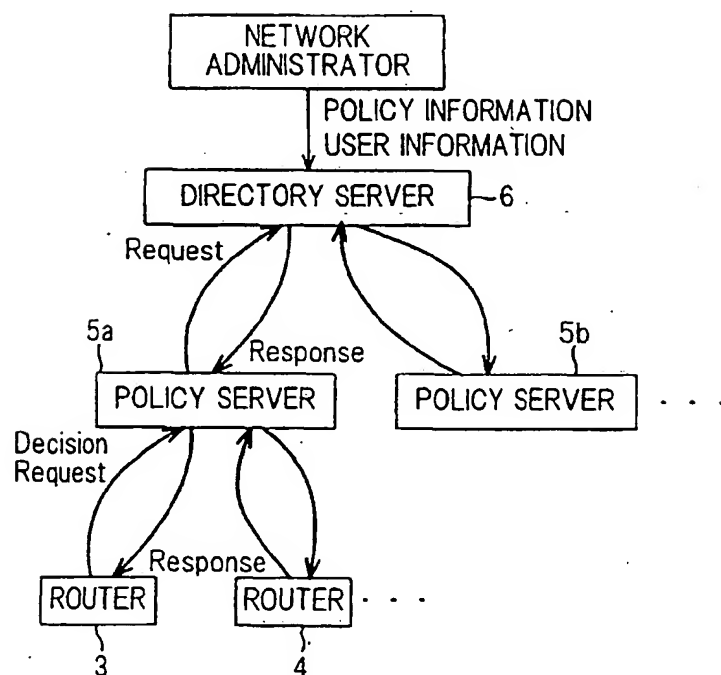 NETWORK
ADMINISTRATOR
POLICY INFORMATION
USER INFORMATION
DIRECTORY SERVER
6
Request
Response
5a
5b
POLICY SERVER
POLICY SERVER
. . .
Decision
Request
Response
ROUTER
ROUTER
. . .
3
4